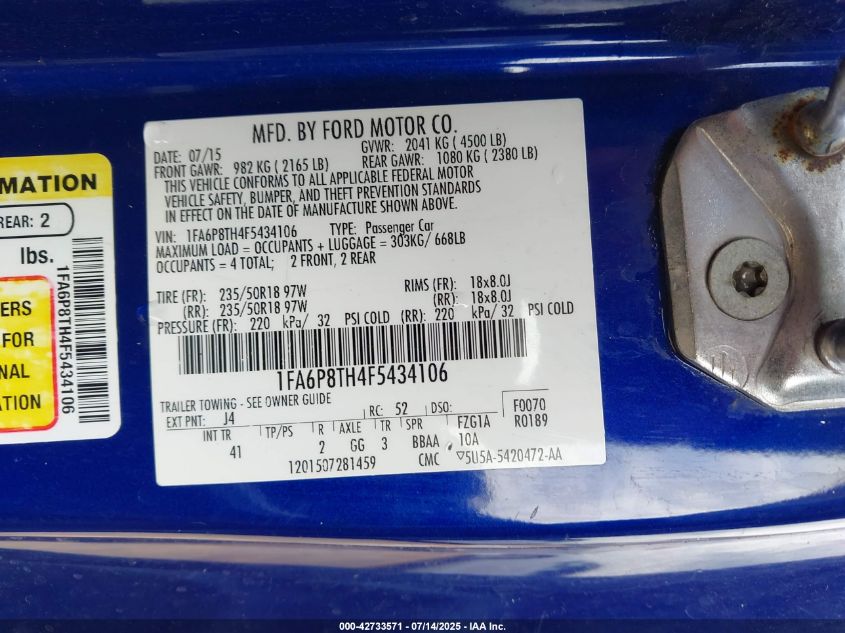 RMATION
REAR: 2
lbs.
ERS
FOR
NAL
ATION
1FA6P8TH4F5434106
MFD. BY FORD MOTOR CO.
DATE: 07/15 GVWR: 2041 KG ( 4500 LB)
FRONT GAWR: 982 KG ( 2165 LB) REAR GAWR: 1080 KG ( 2380 LB)
THIS VEHICLE CONFORMS TO ALL APPLICABLE FEDERAL MOTOR
VEHICLE SAFETY, BUMPER, AND THEFT PREVENTION STANDARDS
IN EFFECT ON THE DATE OF MANUFACTURE SHOWN ABOVE.
VIN: 1FA6P8TH4F5434106 TYPE: Passenger Car
MAXIMUM LOAD = OCCUPANTS + LUGGAGE = 303KG/ 668LB
OCCUPANTS = 4 TOTAL; 2 FRONT, 2 REAR
TIRE (FR): 235/50R18 97W RIMS (FR): 18x8.0J
(RR): 235/50R18 97W (RR): 18x8.0J
PRESSURE (FR): 220 kPa/ 32 PSI COLD (RR): 220 kPa/ 32 PSI COLD
1FA6P8TH4F5434106
TRAILER TOWING - SEE OWNER GUIDE
EXT PNT: J4 RC: 52 DSO: FZG1A F0070
R0189
INT TR TP/PS R AXLE TR SPR
41 2 GG 3 BBAA 10A
1201507281459 CMC ▽5U5A-5420472-AA
000-42733571 / 07/14/2025 - IAA Inc.